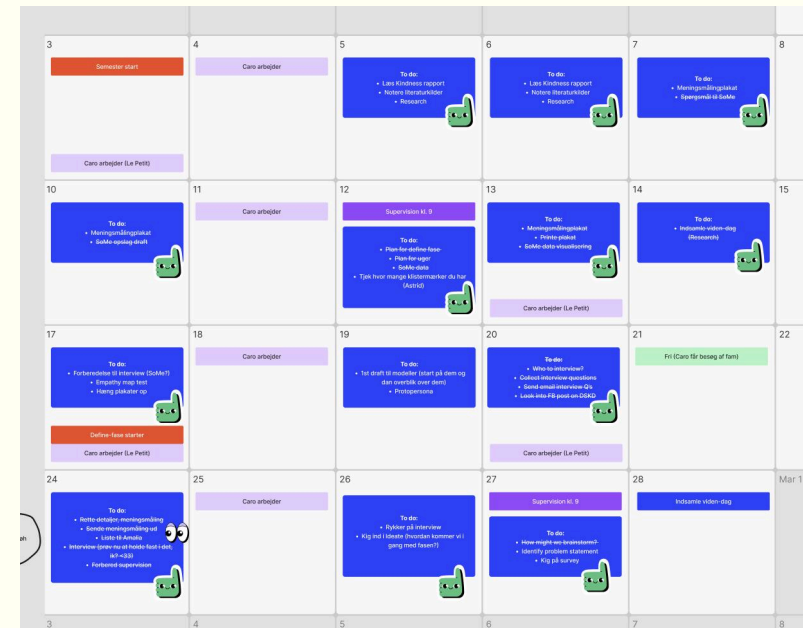 3
4
5
6
7
8
Semester start
Caro arbejder (Le Petit)
Caro arbejder
To do:
• Læs Kindness rapport
• Notere literaturkilder
• Research
To do:
• Læs Kindness rapport
• Notere literaturkilder
• Research
To do:
• Meningsmålingplakat
• Spørgsmål til SoMe
10
11
12
13
14
15
To do:
• Meningsmålingplakat
• SoMe opslag draft
Caro arbejder
Supervision kl. 9
To do:
• Plan for define fase
• Plan for uger
• SoMe data
• Tjek hvor mange klistermærker du har
(Astrid)
To do:
• Meningsmålingplakat
• Printe plakat
• SoMe data visualisering
Caro arbejder (Le Petit)
To do:
• Indsamle viden-dag
(Research)
17
18
19
20
21
22
To do:
• Forberedelse til interview (SoMe?)
• Empathy map test
• Hæng plakater op
Define-fase starter
Caro arbejder (Le Petit)
Caro arbejder
To do:
• 1st draft til modeller (start på dem og
dan overblik over dem)
• Protopersona
To do:
• Who to interview?
• Collect interview questions
• Send email interview Q's
• Look into FB post on DSKD
Caro arbejder (Le Petit)
Fri (Caro får besøg af fam)
24
25
26
27
28
Mar 1
ph
To do:
• Rette detaljer, meningsmåling
• Sende meningsmåling ud
• Liste til Amalia
• Interview (prøv nu at holde fast i det,
ik? <33)
• Forbered supervision
Caro arbejder
To do:
• Rykker på interview
• Kig ind i Ideate (hvordan kommer vi i
gang med fasen?)
Supervision kl. 9
To do:
• How might we brainstorm?
• Identify problem statement
• Kig på survey
Indsamle viden-dag
3
4
5
6
7
8